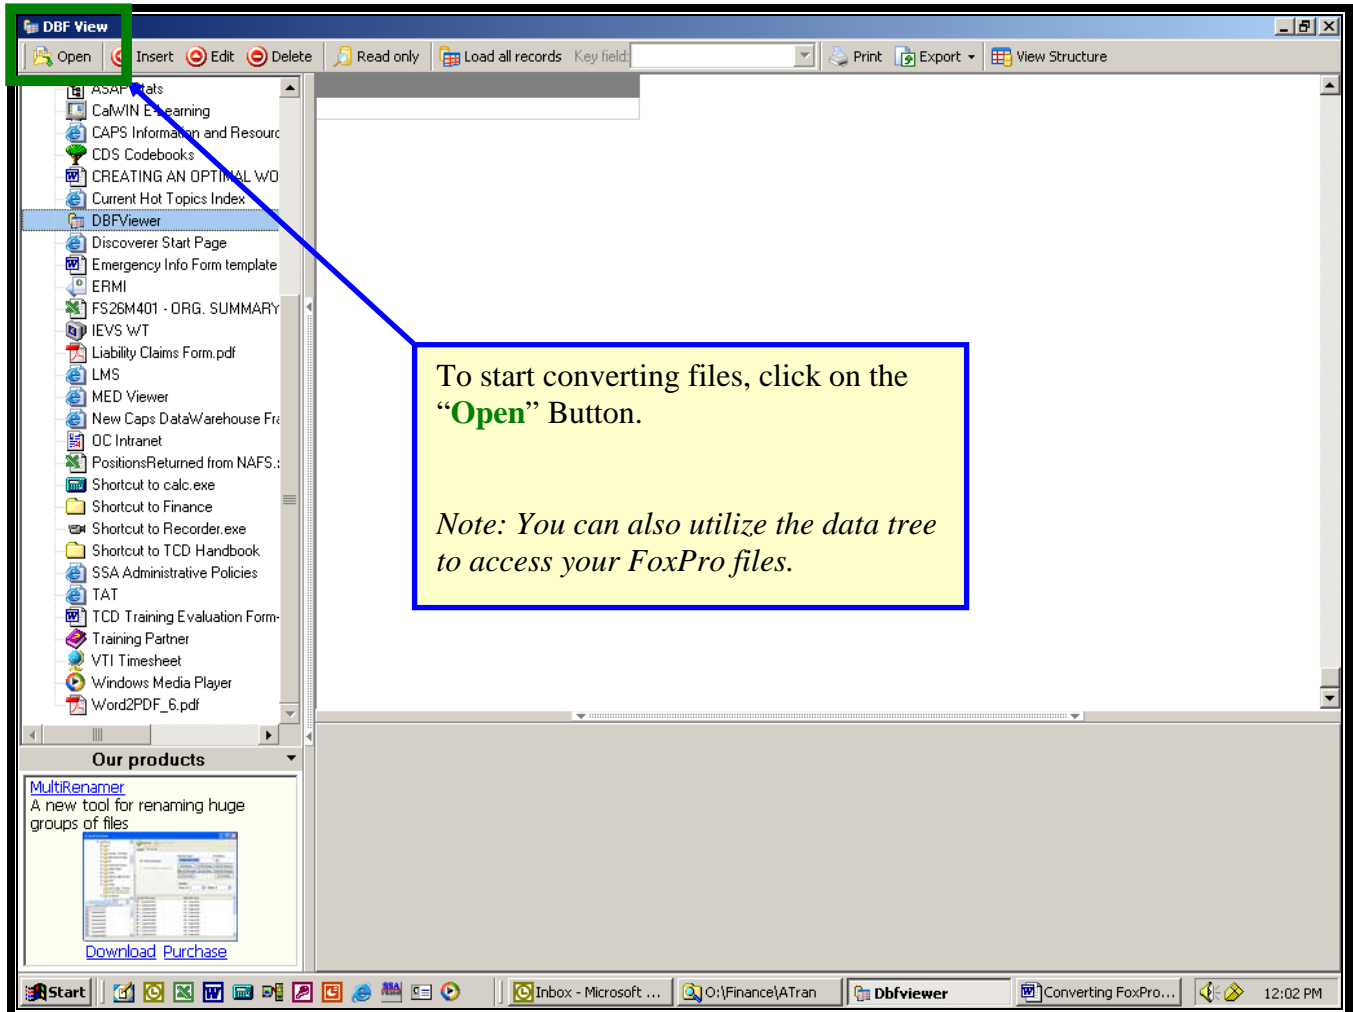 DBF View
Open Insert Edit Delete Read only Load all records Key field: Print Export View Structure
ASAP Stats
CalWIN E-Learning
CAPS Information and Resourc
CDS Codebooks
CREATING AN OPTIMAL WO
Current Hot Topics Index
DBFViewer
Discoverer Start Page
Emergency Info Form template
ERMI
FS26M401 - ORG. SUMMARY
IEVS WT
Liability Claims Form.pdf
LMS
MED Viewer
New Caps DataWarehouse Fra
OC Intranet
PositionsReturned from NAFS.
Shortcut to calc.exe
Shortcut to Finance
Shortcut to Recorder.exe
Shortcut to TCD Handbook
SSA Administrative Policies
TAT
TCD Training Evaluation Form-
Training Partner
VTI Timesheet
Windows Media Player
Word2PDF_6.pdf
To start converting files, click on the
“Open” Button.
Note: You can also utilize the data tree
to access your FoxPro files.
Our products
MultiRenamer
A new tool for renaming huge
groups of files
Download Purchase
Start Inbox - Microsoft ... O:\Finance\ATran Dbfviewer Converting FoxPro... 12:02 PM